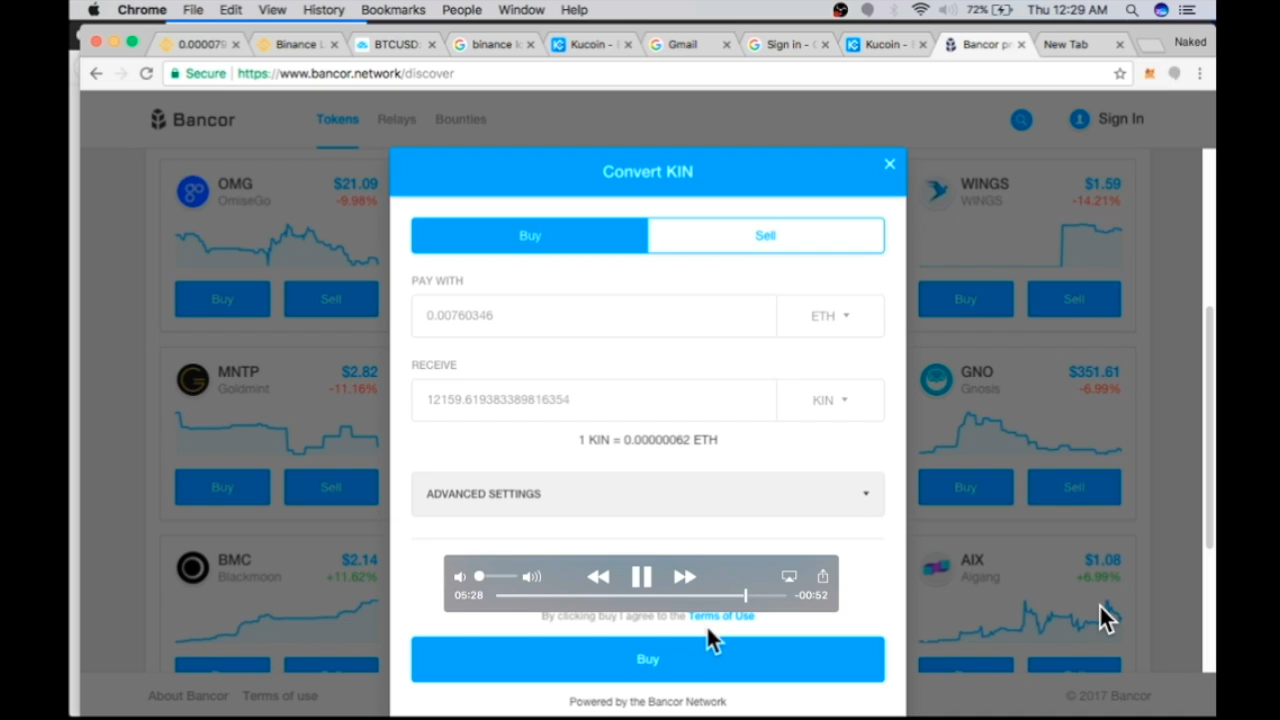 Chrome File Edit View History Bookmarks People Window Help 72% Thu 12:29 AM
0.000079 Binance L BTCUSD: binance l Kucoin - Gmail Sign in - Kucoin - Bancor pr New Tab Naked
Secure https://www.bancor.network/discover
Bancor Tokens Relays Bounties Sign In
OMG $21.09
OmiseGo -9.98%
Buy Sell
MNTP $2.82
Goldmint -11.16%
Buy Sell
BMC $2.14
Blackmoon +11.62%
Convert KIN
Buy Sell
PAY WITH
0.00760346 ETH
RECEIVE
12159.619383389816354 KIN
1 KIN = 0.00000062 ETH
ADVANCED SETTINGS
05:28 -00:52
By clicking buy I agree to the Terms of Use
Buy
Powered by the Bancor Network
WINGS $1.59
WINGS -14.21%
Buy Sell
GNO $351.61
Gnosis -6.99%
Buy Sell
AIX $1.08
Aigang +6.99%
About Bancor Terms of use © 2017 Bancor